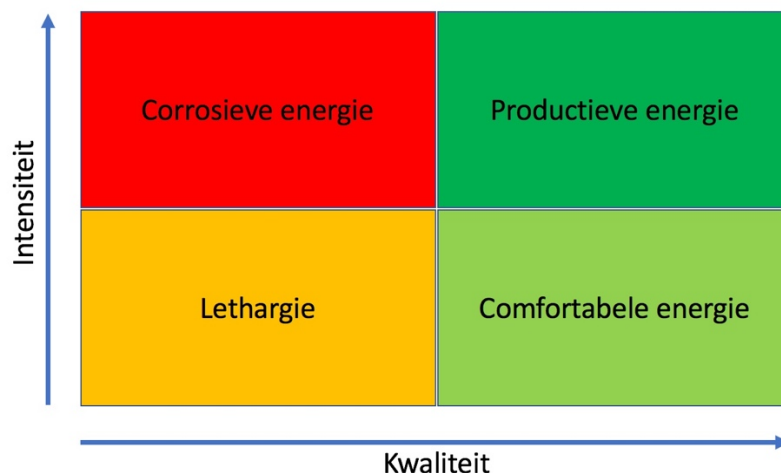 Intensiteit
Corrosieve energie
Productieve energie
Lethargie
Comfortabele energie
Kwaliteit